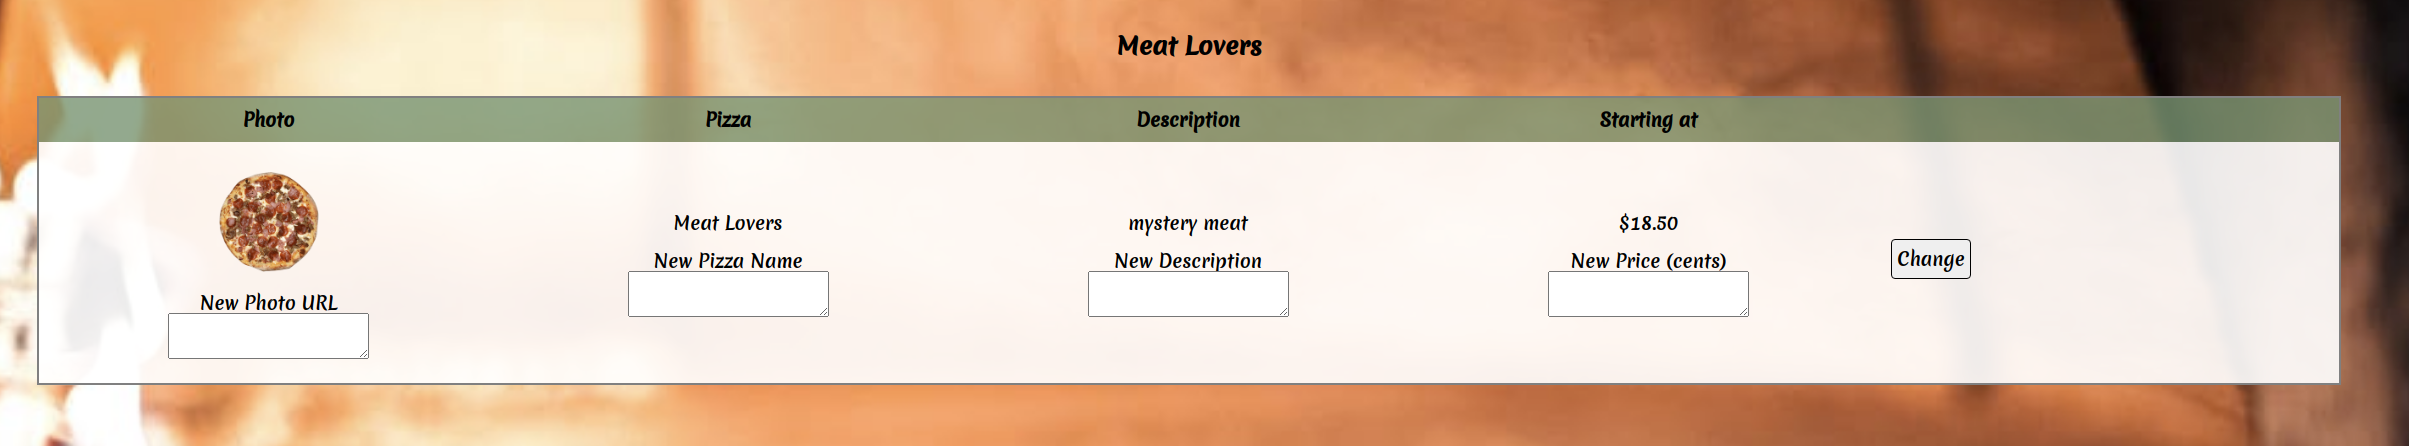 Meat Lovers
Photo Pizza Description Starting at
Meat Lovers mystery meat $18.50
New Pizza Name New Description New Price (cents) Change
New Photo URL